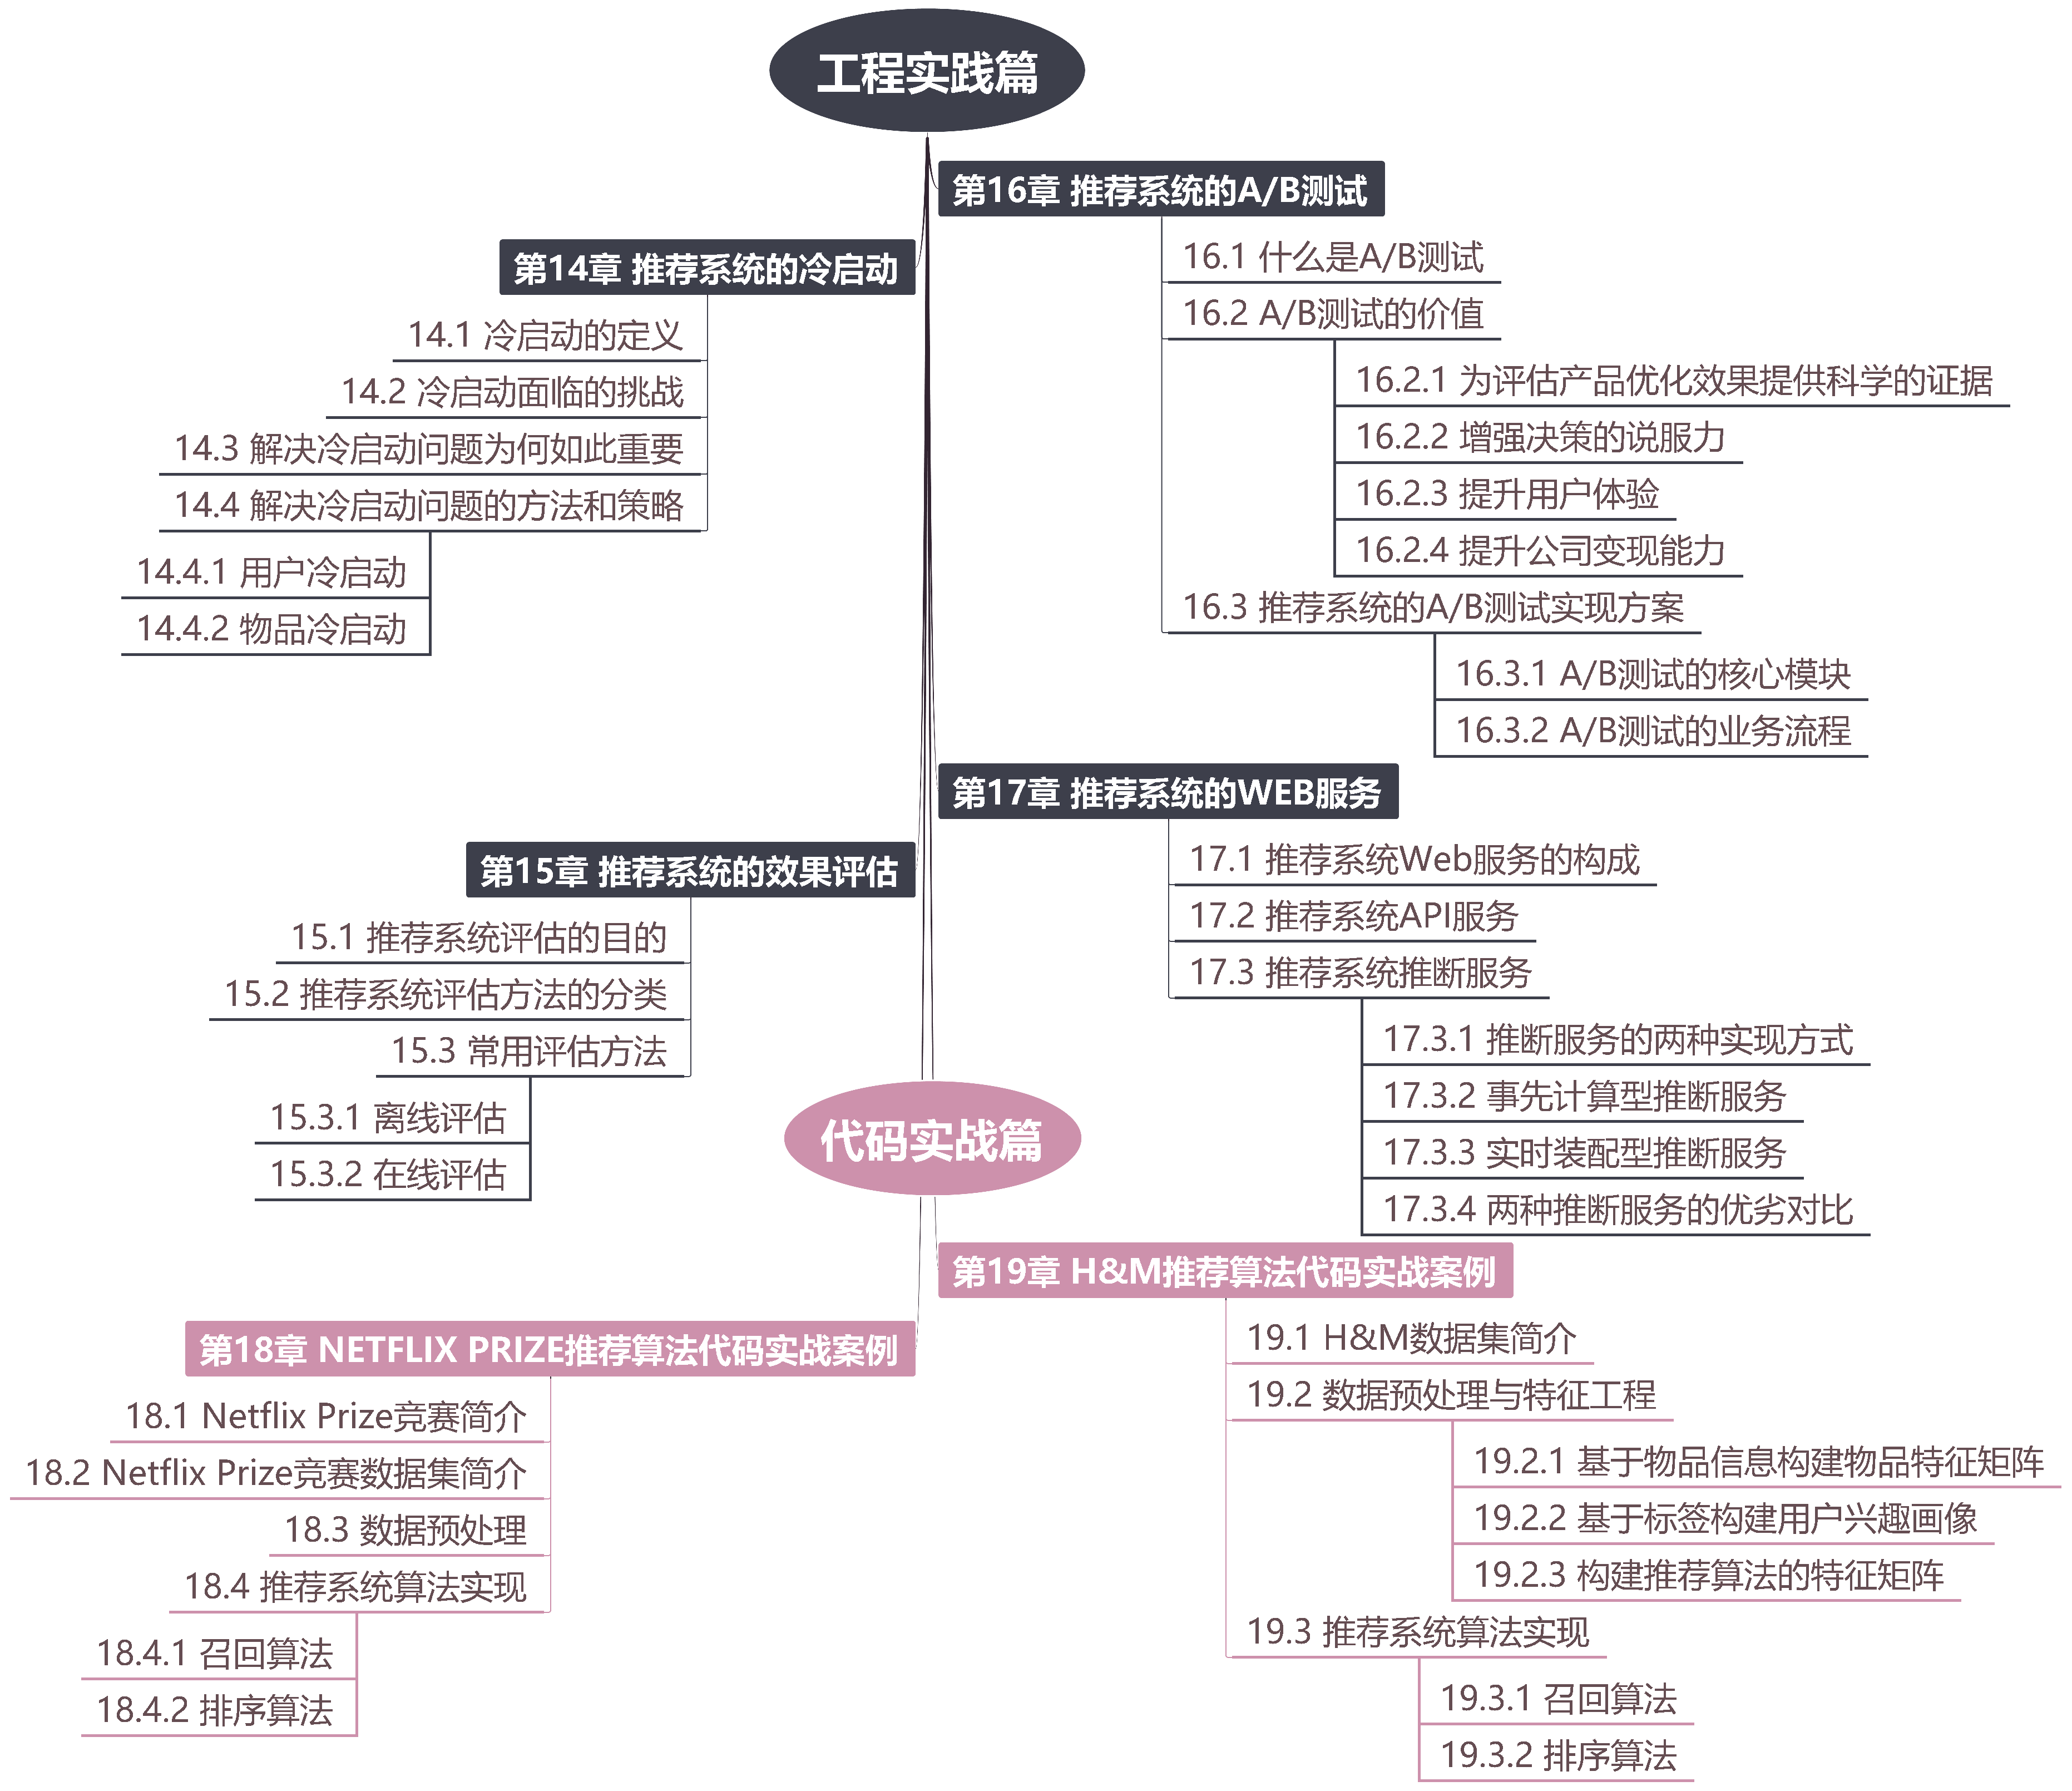 工程实践篇
第14章 推荐系统的冷启动
14.1 冷启动的定义
14.2 冷启动面临的挑战
14.3 解决冷启动问题为何如此重要
14.4 解决冷启动问题的方法和策略
14.4.1 用户冷启动
14.4.2 物品冷启动
第15章 推荐系统的效果评估
15.1 推荐系统评估的目的
15.2 推荐系统评估方法的分类
15.3 常用评估方法
15.3.1 离线评估
15.3.2 在线评估
第16章 推荐系统的A/B测试
16.1 什么是A/B测试
16.2 A/B测试的价值
16.2.1 为评估产品优化效果提供科学的证据
16.2.2 增强决策的说服力
16.2.3 提升用户体验
16.2.4 提升公司变现能力
16.3 推荐系统的A/B测试实现方案
16.3.1 A/B测试的核心模块
16.3.2 A/B测试的业务流程
第17章 推荐系统的WEB服务
17.1 推荐系统Web服务的构成
17.2 推荐系统API服务
17.3 推荐系统推断服务
17.3.1 推断服务的两种实现方式
17.3.2 事先计算型推断服务
17.3.3 实时装配型推断服务
17.3.4 两种推断服务的优劣对比
代码实战篇
第18章 NETFLIX PRIZE推荐算法代码实战案例
18.1 Netflix Prize竞赛简介
18.2 Netflix Prize竞赛数据集简介
18.3 数据预处理
18.4 推荐系统算法实现
18.4.1 召回算法
18.4.2 排序算法
第19章 H&M推荐算法代码实战案例
19.1 H&M数据集简介
19.2 数据预处理与特征工程
19.2.1 基于物品信息构建物品特征矩阵
19.2.2 基于标签构建用户兴趣画像
19.2.3 构建推荐算法的特征矩阵
19.3 推荐系统算法实现
19.3.1 召回算法
19.3.2 排序算法